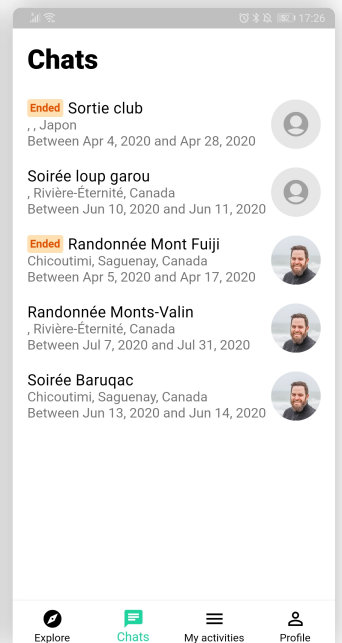 17:26
Chats
Ended Sortie club
, , Japon
Between Apr 4, 2020 and Apr 28, 2020
Soirée loup garou
, Rivière-Éternité, Canada
Between Jun 10, 2020 and Jun 11, 2020
Ended Randonnée Mont Fuiji
Chicoutimi, Saguenay, Canada
Between Apr 5, 2020 and Apr 17, 2020
Randonnée Monts-Valin
, Rivière-Éternité, Canada
Between Jul 7, 2020 and Jul 31, 2020
Soirée Baruqac
Chicoutimi, Saguenay, Canada
Between Jun 13, 2020 and Jun 14, 2020
Explore Chats My activities Profile